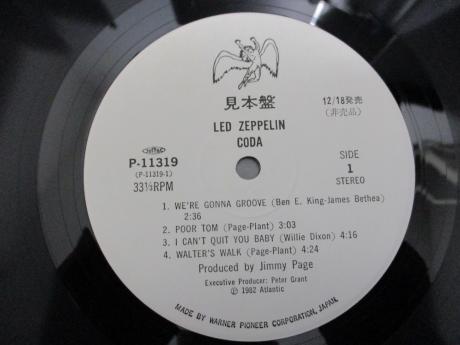 見本盤
12/18発売
(非売品)
LED ZEPPELIN
CODA
P-11319
(P-11319-1)
33⅓RPM
SIDE
1
STEREO
1. WE'RE GONNA GROOVE (Ben E. King-James Bethea)
2:36
2. POOR TOM (Page-Plant) 3:03
3. I CAN'T QUIT YOU BABY (Willie Dixon) 4:16
4. WALTER'S WALK (Page-Plant) 4:24
Produced by Jimmy Page
Executive Producer: Peter Grant
Ⓟ 1982 Atlantic
MADE BY WARNER PIONEER CORPORATION, JAPAN.